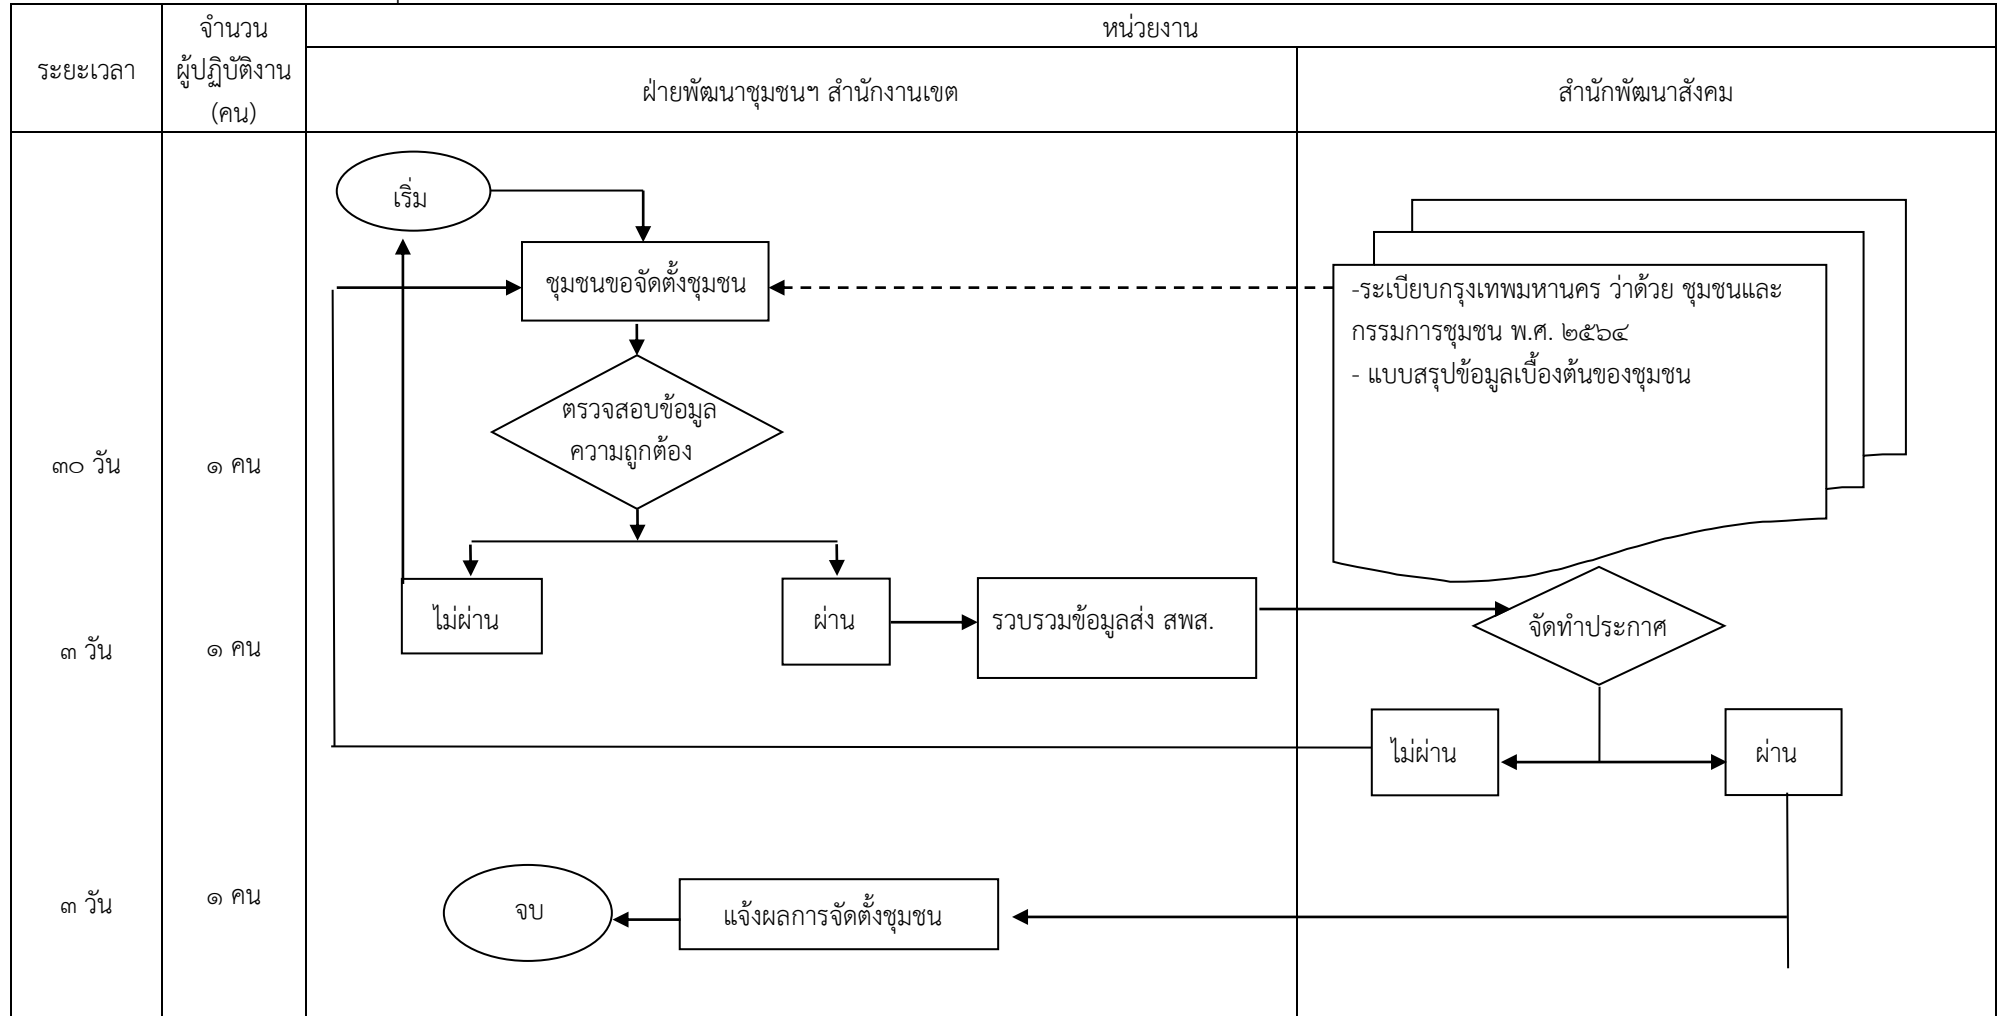 ระยะเวลา
จำนวน
ผู้ปฏิบัติงาน
(คน)
หน่วยงาน
ฝ่ายพัฒนาชุมชนฯ สำนักงานเขต
สำนักพัฒนาสังคม
เริ่ม
ชุมชนขอจัดตั้งชุมชน
-ระเบียบกรุงเทพมหานคร ว่าด้วย ชุมชนและ
กรรมการชุมชน พ.ศ. ๒๕๖๔
- แบบสรุปข้อมูลเบื้องต้นของชุมชน
ตรวจสอบข้อมูล
ความถูกต้อง
๓๐ วัน
๑ คน
ไม่ผ่าน
ผ่าน
รวบรวมข้อมูลส่ง สพส.
จัดทำประกาศ
๓ วัน
๑ คน
ไม่ผ่าน
ผ่าน
๓ วัน
๑ คน
จบ
แจ้งผลการจัดตั้งชุมชน